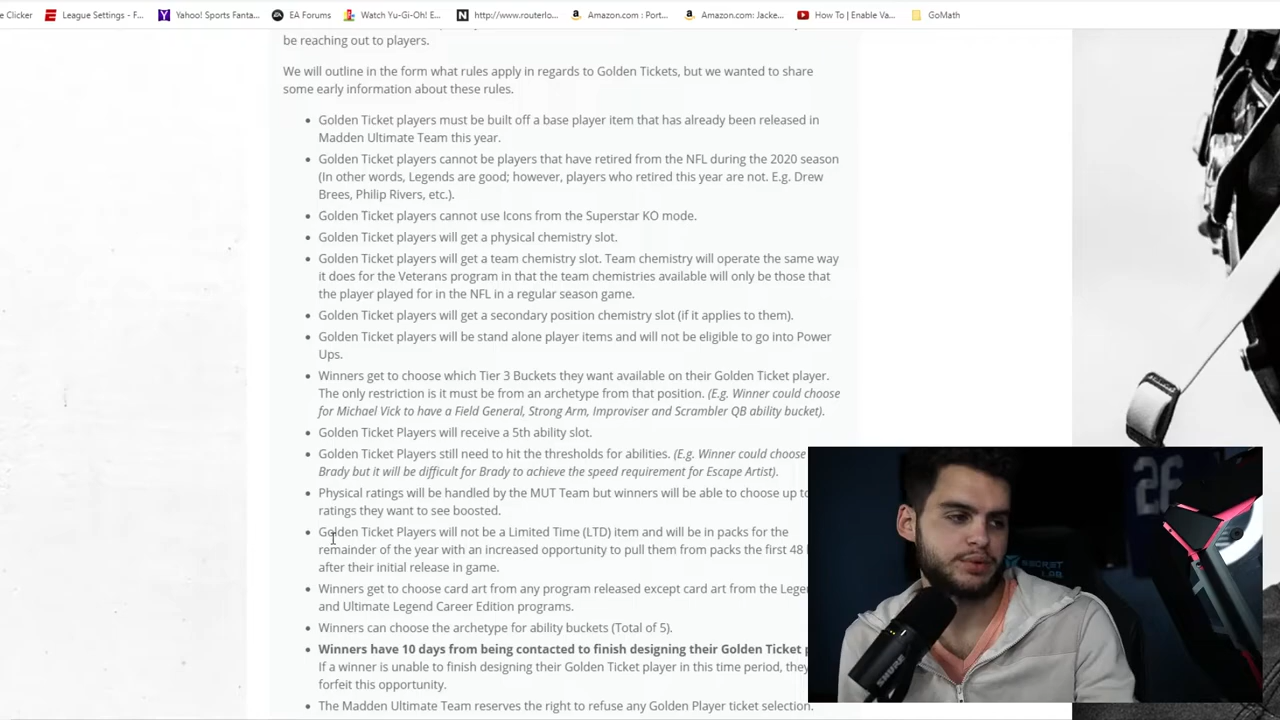 e Clicker League Settings - F... Yahoo! Sports Fanta... EA Forums Watch Yu-Gi-Oh! E... http://www.routerlo... Amazon.com : Port... Amazon.com: Jacke... How To | Enable Va... GoMath
be reaching out to players.
We will outline in the form what rules apply in regards to Golden Tickets, but we wanted to share
some early information about these rules.
• Golden Ticket players must be built off a base player item that has already been released in
Madden Ultimate Team this year.
• Golden Ticket players cannot be players that have retired from the NFL during the 2020 season
(In other words, Legends are good; however, players who retired this year are not. E.g. Drew
Brees, Philip Rivers, etc.).
• Golden Ticket players cannot use Icons from the Superstar KO mode.
• Golden Ticket players will get a physical chemistry slot.
• Golden Ticket players will get a team chemistry slot. Team chemistry will operate the same way
it does for the Veterans program in that the team chemistries available will only be those that
the player played for in the NFL in a regular season game.
• Golden Ticket players will get a secondary position chemistry slot (if it applies to them).
• Golden Ticket players will be stand alone player items and will not be eligible to go into Power
Ups.
• Winners get to choose which Tier 3 Buckets they want available on their Golden Ticket player.
The only restriction is it must be from an archetype from that position. (E.g. Winner could choose
for Michael Vick to have a Field General, Strong Arm, Improviser and Scrambler QB ability bucket).
• Golden Ticket Players will receive a 5th ability slot.
• Golden Ticket Players still need to hit the thresholds for abilities. (E.g. Winner could choose
Brady but it will be difficult for Brady to achieve the speed requirement for Escape Artist).
• Physical ratings will be handled by the MUT Team but winners will be able to choose up to
ratings they want to see boosted.
• Golden Ticket Players will not be a Limited Time (LTD) item and will be in packs for the
remainder of the year with an increased opportunity to pull them from packs the first 48
after their initial release in game.
• Winners get to choose card art from any program released except card art from the Lege
and Ultimate Legend Career Edition programs.
• Winners can choose the archetype for ability buckets (Total of 5).
• Winners have 10 days from being contacted to finish designing their Golden Ticket p
If a winner is unable to finish designing their Golden Ticket player in this time period, they
forfeit this opportunity.
• The Madden Ultimate Team reserves the right to refuse any Golden Player ticket selection.
26
SECRET
LAB
SHURE